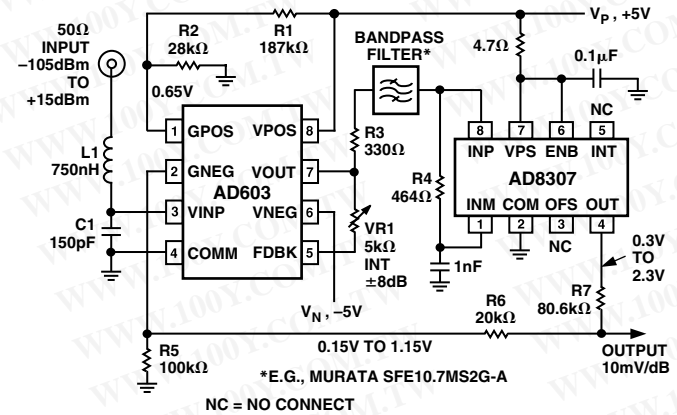 50Ω
INPUT
–105dBm
TO
+15dBm
R2
28kΩ
R1
187kΩ
VP , +5V
0.65V
BANDPASS
FILTER*
4.7Ω
0.1μF
NC
L1
750nH
C1
150pF
1 GPOS VPOS 8
2 GNEG VOUT 7
AD603
3 VINP VNEG 6
4 COMM FDBK 5
R3
330Ω
VR1
5kΩ
INT
±8dB
VN , –5V
R4
464Ω
1nF
8 7 6 5
INP VPS ENB INT
AD8307
INM COM OFS OUT
1 2 3 4
NC
0.3V
TO
2.3V
R7
80.6kΩ
R6
20kΩ
R5
100kΩ
0.15V TO 1.15V
OUTPUT
10mV/dB
*E.G., MURATA SFE10.7MS2G-A
NC = NO CONNECT
WWW.100Y.COM.TW